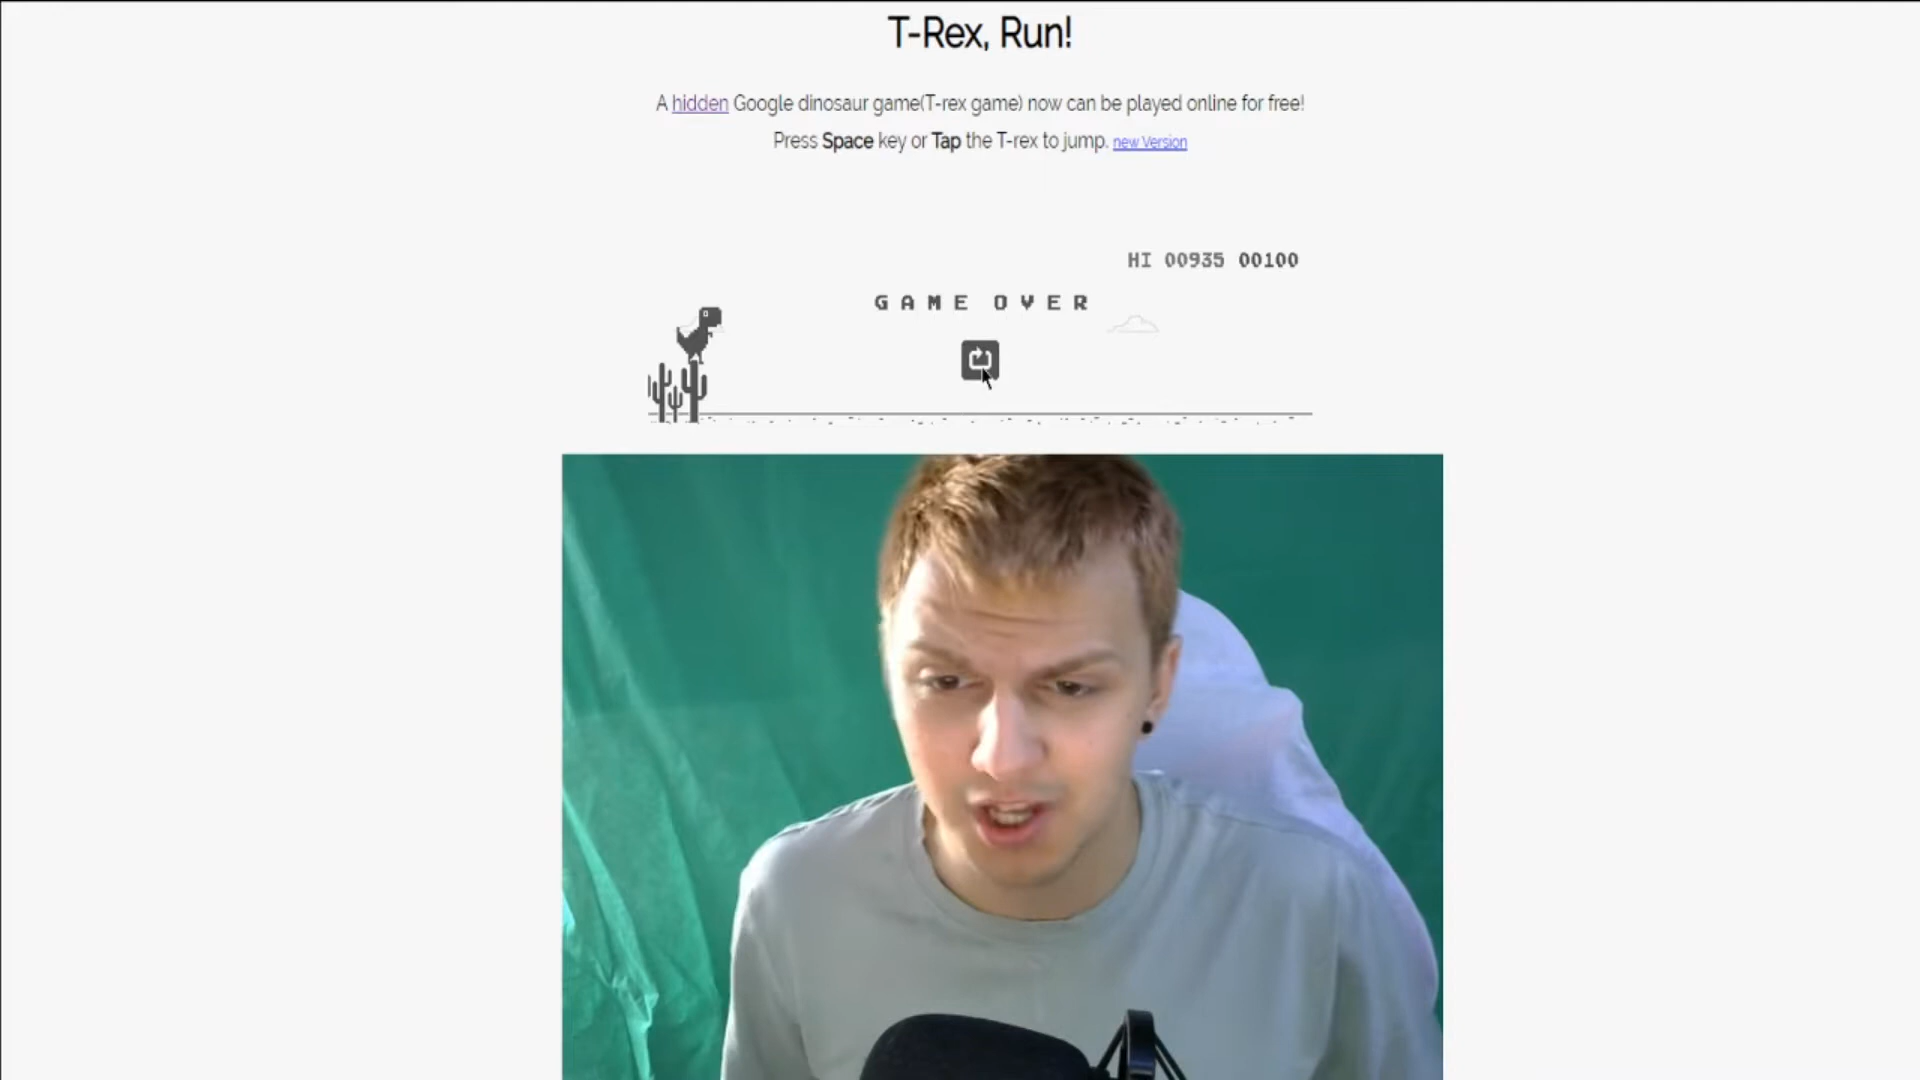 T-Rex, Run!
A hidden Google dinosaur game(T-rex game) now can be played online for free!
Press Space key or Tap the T-rex to jump. new Version
HI 00935 00100
GAME OVER